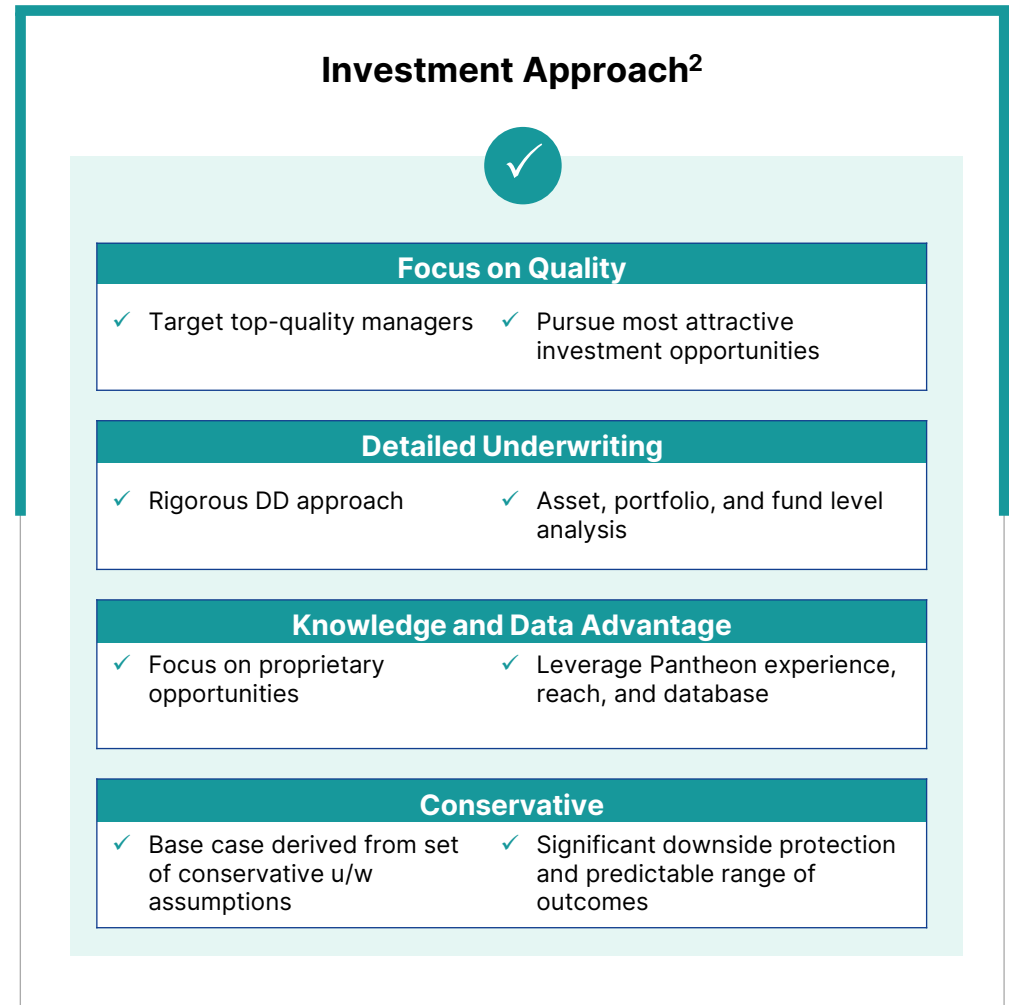 Investment Approach²
Focus on Quality
✓ Target top-quality managers
✓ Pursue most attractive
investment opportunities
Detailed Underwriting
✓ Rigorous DD approach
✓ Asset, portfolio, and fund level
analysis
Knowledge and Data Advantage
✓ Focus on proprietary
opportunities
✓ Leverage Pantheon experience,
reach, and database
Conservative
✓ Base case derived from set
of conservative u/w
assumptions
✓ Significant downside protection
and predictable range of
outcomes